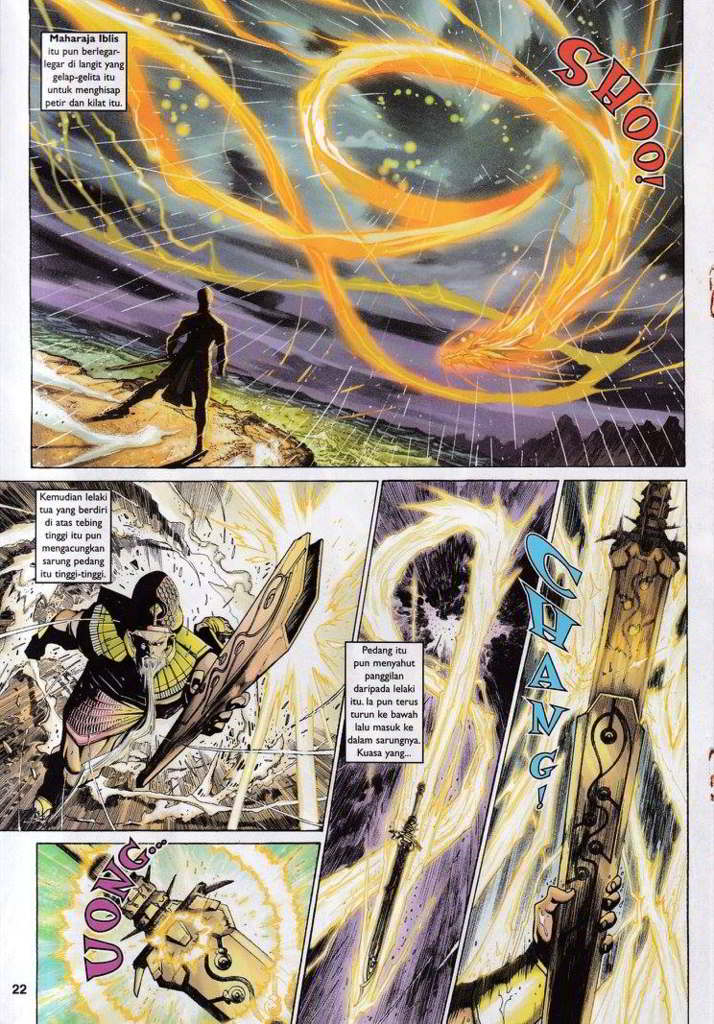 Maharaja Iblis
itu pun berlegar-
legar di langit yang
gelap-gelita itu
untuk menghisap
petir dan kilat itu.
SHOO!
Kemudian lelaki
tua yang berdiri
di atas tebing
tinggi itu pun
mengacungkan
sarung pedang
itu tinggi-tinggi.
Pedang itu
pun menyahut
panggilan
daripada lelaki
itu. Ia pun terus
turun ke bawah
lalu masuk ke
dalam sarungnya.
Kuasa yang...
CHANG!
UONG...
22